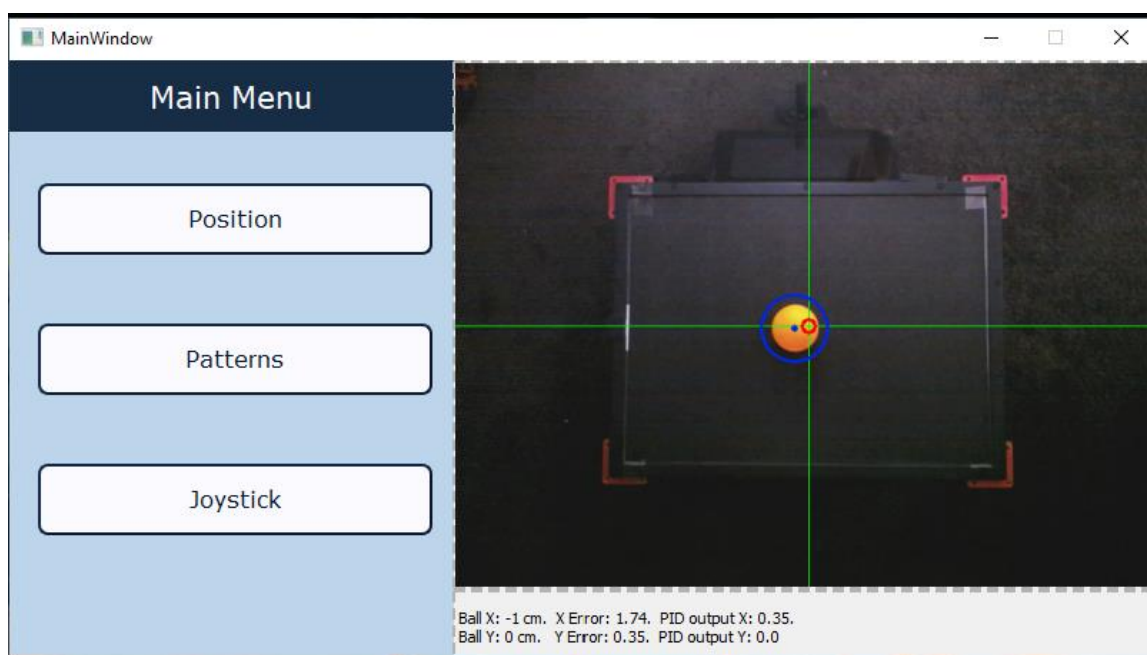 MainWindow
Main Menu
Position
Patterns
Joystick
Ball X: -1 cm.  X Error: 1.74.  PID output X: 0.35.
Ball Y: 0 cm.   Y Error: 0.35.  PID output Y: 0.0